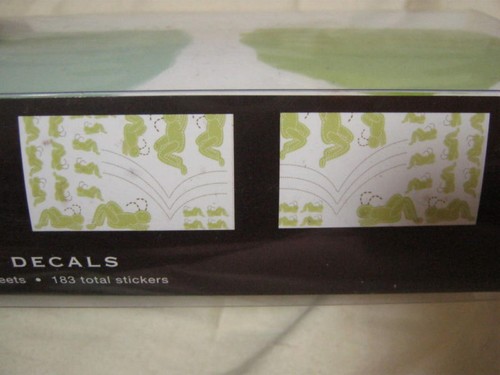 DECALS
eets • 183 total stickers